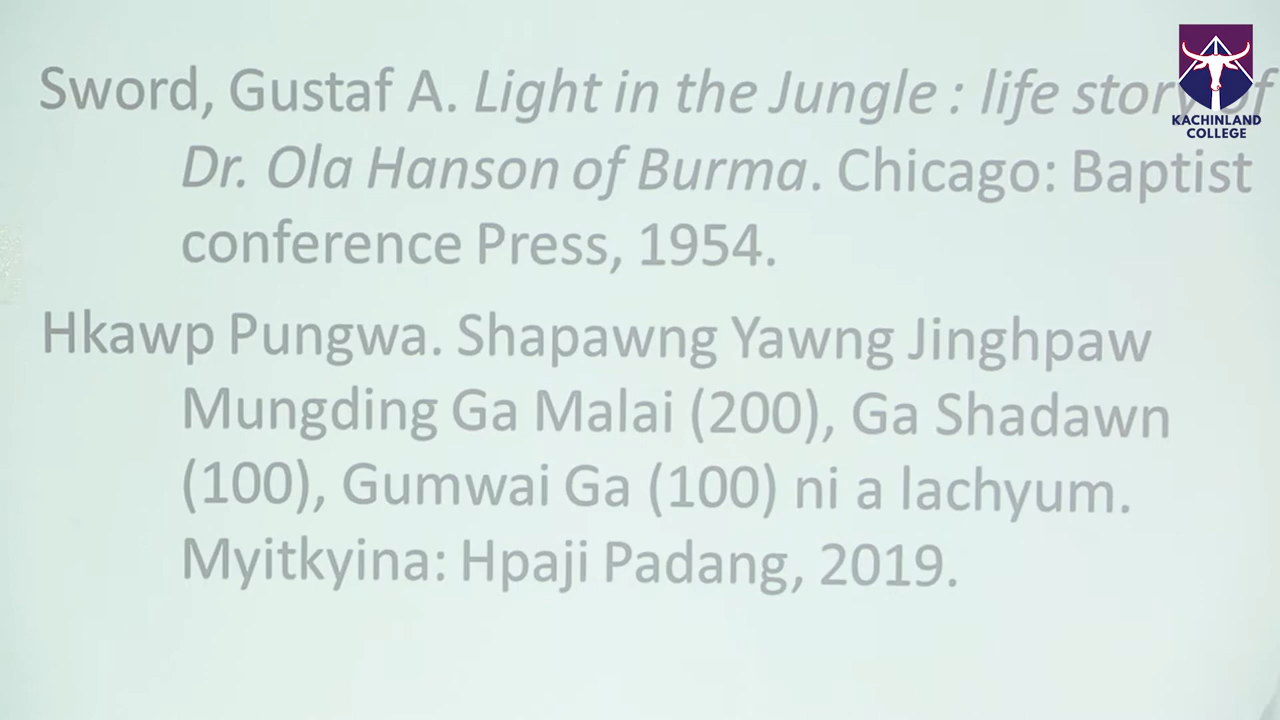 Sword, Gustaf A. Light in the Jungle : life story of
Dr. Ola Hanson of Burma. Chicago: Baptist
conference Press, 1954.
Hkawp Pungwa. Shapawng Yawng Jinghpaw
Mungding Ga Malai (200), Ga Shadawn
(100), Gumwai Ga (100) ni a lachyum.
Myitkyina: Hpaji Padang, 2019.
KACHINLAND
COLLEGE